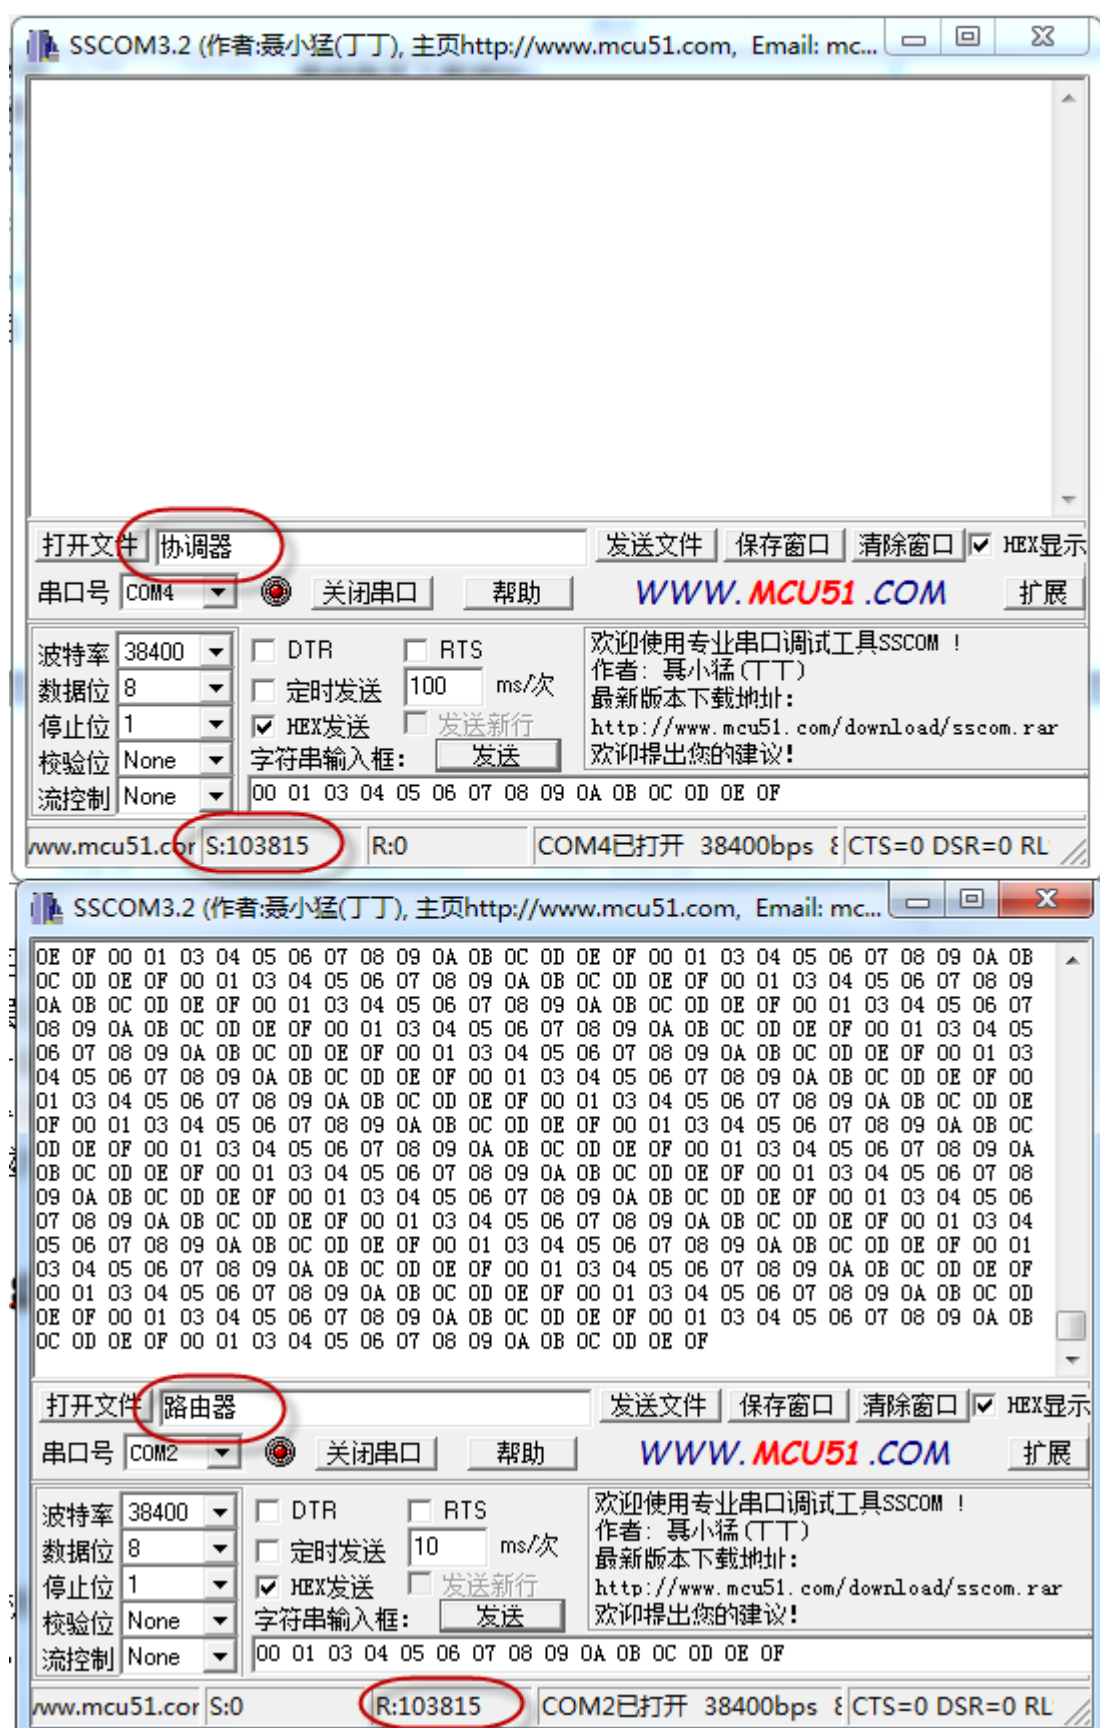 SSCOM3.2 (作者:聂小猛(丁丁), 主页http://www.mcu51.com, Email: mc...
打开文件 协调器 发送文件 保存窗口 清除窗口 HEX显示
串口号 COM4 关闭串口 帮助 WWW.MCU51.COM 扩展
波特率 38400 DTR RTS 欢迎使用专业串口调试工具SSCOM !
作者: 聂小猛(丁丁)
数据位 8 定时发送 100 ms/次 最新版本下载地址:
停止位 1 HEX发送 发送新行 http://www.mcu51.com/download/sscom.rar
校验位 None 字符串输入框: 发送 欢迎提出您的建议!
流控制 None 00 01 03 04 05 06 07 08 09 0A 0B 0C 0D 0E 0F
www.mcu51.cor S:103815 R:0 COM4已打开 38400bps 8 CTS=0 DSR=0 RL
SSCOM3.2 (作者:聂小猛(丁丁), 主页http://www.mcu51.com, Email: mc...
0E 0F 00 01 03 04 05 06 07 08 09 0A 0B 0C 0D 0E 0F 00 01 03 04 05 06 07 08 09 0A 0B
0C 0D 0E 0F 00 01 03 04 05 06 07 08 09 0A 0B 0C 0D 0E 0F 00 01 03 04 05 06 07 08 09
0A 0B 0C 0D 0E 0F 00 01 03 04 05 06 07 08 09 0A 0B 0C 0D 0E 0F 00 01 03 04 05 06 07
08 09 0A 0B 0C 0D 0E 0F 00 01 03 04 05 06 07 08 09 0A 0B 0C 0D 0E 0F 00 01 03 04 05
06 07 08 09 0A 0B 0C 0D 0E 0F 00 01 03 04 05 06 07 08 09 0A 0B 0C 0D 0E 0F 00 01 03
04 05 06 07 08 09 0A 0B 0C 0D 0E 0F 00 01 03 04 05 06 07 08 09 0A 0B 0C 0D 0E 0F 00
01 03 04 05 06 07 08 09 0A 0B 0C 0D 0E 0F 00 01 03 04 05 06 07 08 09 0A 0B 0C 0D 0E
0F 00 01 03 04 05 06 07 08 09 0A 0B 0C 0D 0E 0F 00 01 03 04 05 06 07 08 09 0A 0B 0C
0D 0E 0F 00 01 03 04 05 06 07 08 09 0A 0B 0C 0D 0E 0F 00 01 03 04 05 06 07 08 09 0A
0B 0C 0D 0E 0F 00 01 03 04 05 06 07 08 09 0A 0B 0C 0D 0E 0F 00 01 03 04 05 06 07 08
09 0A 0B 0C 0D 0E 0F 00 01 03 04 05 06 07 08 09 0A 0B 0C 0D 0E 0F 00 01 03 04 05 06
07 08 09 0A 0B 0C 0D 0E 0F 00 01 03 04 05 06 07 08 09 0A 0B 0C 0D 0E 0F 00 01 03 04
05 06 07 08 09 0A 0B 0C 0D 0E 0F 00 01 03 04 05 06 07 08 09 0A 0B 0C 0D 0E 0F 00 01
03 04 05 06 07 08 09 0A 0B 0C 0D 0E 0F 00 01 03 04 05 06 07 08 09 0A 0B 0C 0D 0E 0F
00 01 03 04 05 06 07 08 09 0A 0B 0C 0D 0E 0F 00 01 03 04 05 06 07 08 09 0A 0B 0C 0D
0E 0F 00 01 03 04 05 06 07 08 09 0A 0B 0C 0D 0E 0F 00 01 03 04 05 06 07 08 09 0A 0B
0C 0D 0E 0F 00 01 03 04 05 06 07 08 09 0A 0B 0C 0D 0E 0F
打开文件 路由器 发送文件 保存窗口 清除窗口 HEX显示
串口号 COM2 关闭串口 帮助 WWW.MCU51.COM 扩展
波特率 38400 DTR RTS 欢迎使用专业串口调试工具SSCOM !
作者: 聂小猛(丁丁)
数据位 8 定时发送 10 ms/次 最新版本下载地址:
停止位 1 HEX发送 发送新行 http://www.mcu51.com/download/sscom.rar
校验位 None 字符串输入框: 发送 欢迎提出您的建议!
流控制 None 00 01 03 04 05 06 07 08 09 0A 0B 0C 0D 0E 0F
www.mcu51.cor S:0 R:103815 COM2已打开 38400bps 8 CTS=0 DSR=0 RL